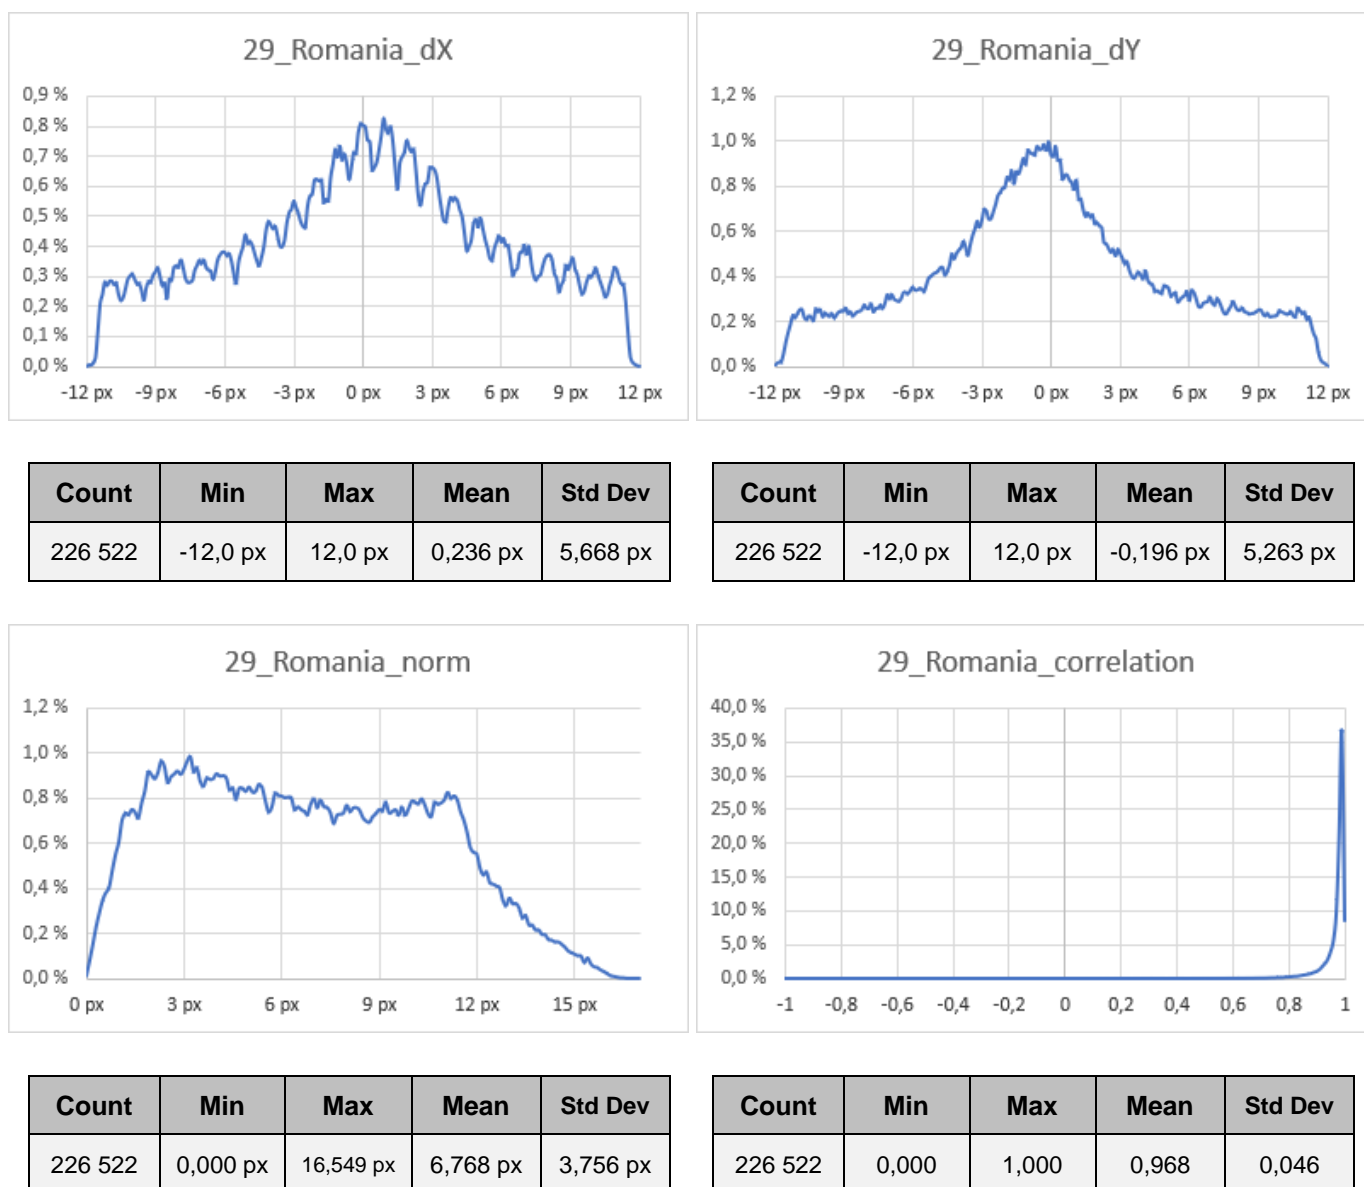 29_Romania_dX
0,9 %
0,8 %
0,7 %
0,6 %
0,5 %
0,4 %
0,3 %
0,2 %
0,1 %
0,0 %
-12 px -9 px -6 px -3 px 0 px 3 px 6 px 9 px 12 px
29_Romania_dY
1,2 %
1,0 %
0,8 %
0,6 %
0,4 %
0,2 %
0,0 %
-12 px -9 px -6 px -3 px 0 px 3 px 6 px 9 px 12 px
Count Min Max Mean Std Dev
226 522 -12,0 px 12,0 px 0,236 px 5,668 px
Count Min Max Mean Std Dev
226 522 -12,0 px 12,0 px -0,196 px 5,263 px
29_Romania_norm
1,2 %
1,0 %
0,8 %
0,6 %
0,4 %
0,2 %
0,0 %
0 px 3 px 6 px 9 px 12 px 15 px
29_Romania_correlation
40,0 %
35,0 %
30,0 %
25,0 %
20,0 %
15,0 %
10,0 %
5,0 %
0,0 %
-1 -0,8 -0,6 -0,4 -0,2 0 0,2 0,4 0,6 0,8 1
Count Min Max Mean Std Dev
226 522 0,000 px 16,549 px 6,768 px 3,756 px
Count Min Max Mean Std Dev
226 522 0,000 1,000 0,968 0,046